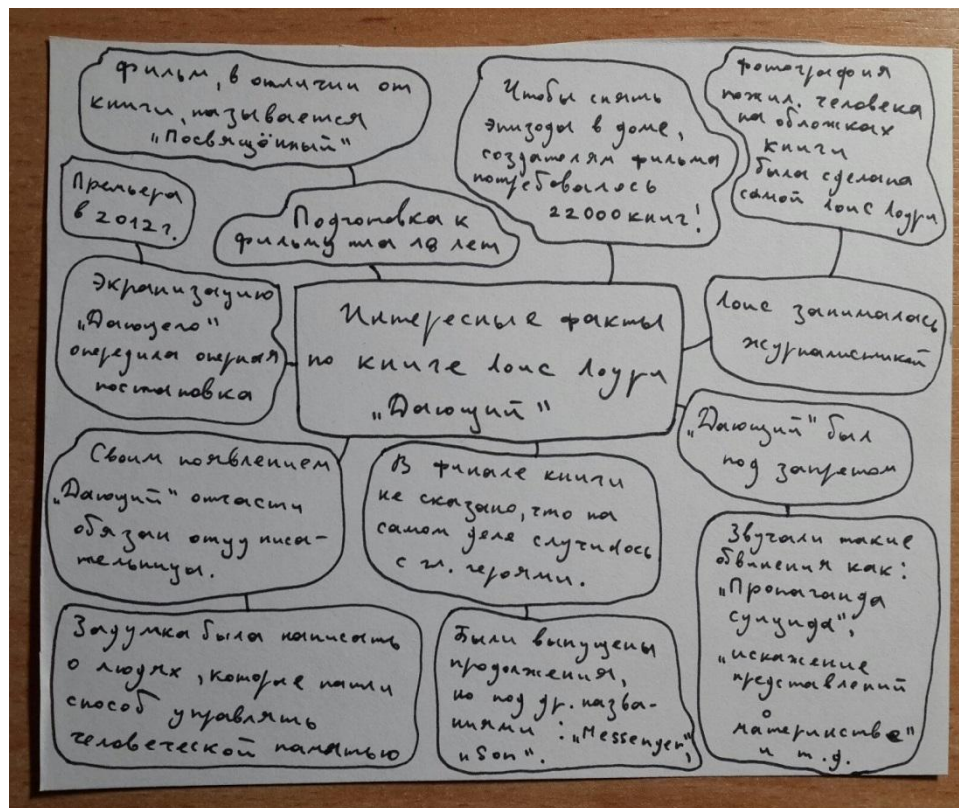 Фильм, в отличии от
книги, называется
„Посвящённый"
Чтобы снять
эпизоды в доме,
создателям фильма
потребовалось
22000 книг!
Фотография
пожил. человека
на обложках
книги
была сделана
самой Лоис Лоури
Премьера
в 2012 г.
Подготовка к
фильму шла 18 лет
Экранизацию
„Дающего"
опередила оперная
постановка
Интересные факты
по книге Лоис Лоури
„Дающий"
Лоис занималась
журналистикой
„Дающий" был
под запретом
Своим появлением
„Дающий" отчасти
обязан отцу писа-
тельницы.
В финале книги
не сказано, что на
самом деле случилось
с гл. героями.
Звучали такие
обвинения как:
„Пропаганда
суицида",
„искажение
представлений
о
материнстве"
и т.д.
Задумка была написать
о людях, которые нашли
способ управлять
человеческой памятью
Были выпущены
продолжения,
но под др. назва-
ниями: „Messenger",
„Son".